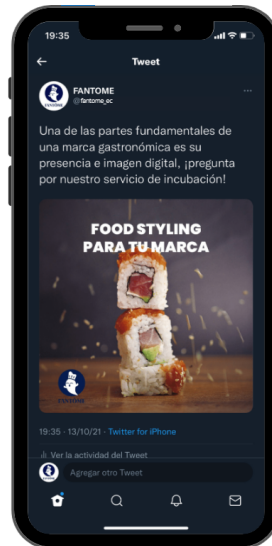 19:35
Tweet
FANTOME
@fantome_ec
Una de las partes fundamentales de
una marca gastronómica es su
presencia e imagen digital, ¡pregunta
por nuestro servicio de incubación!
FOOD STYLING
PARA TU MARCA
FANTOME
19:35 · 13/10/21 · Twitter for iPhone
Ver la actividad del Tweet
Agregar otro Tweet